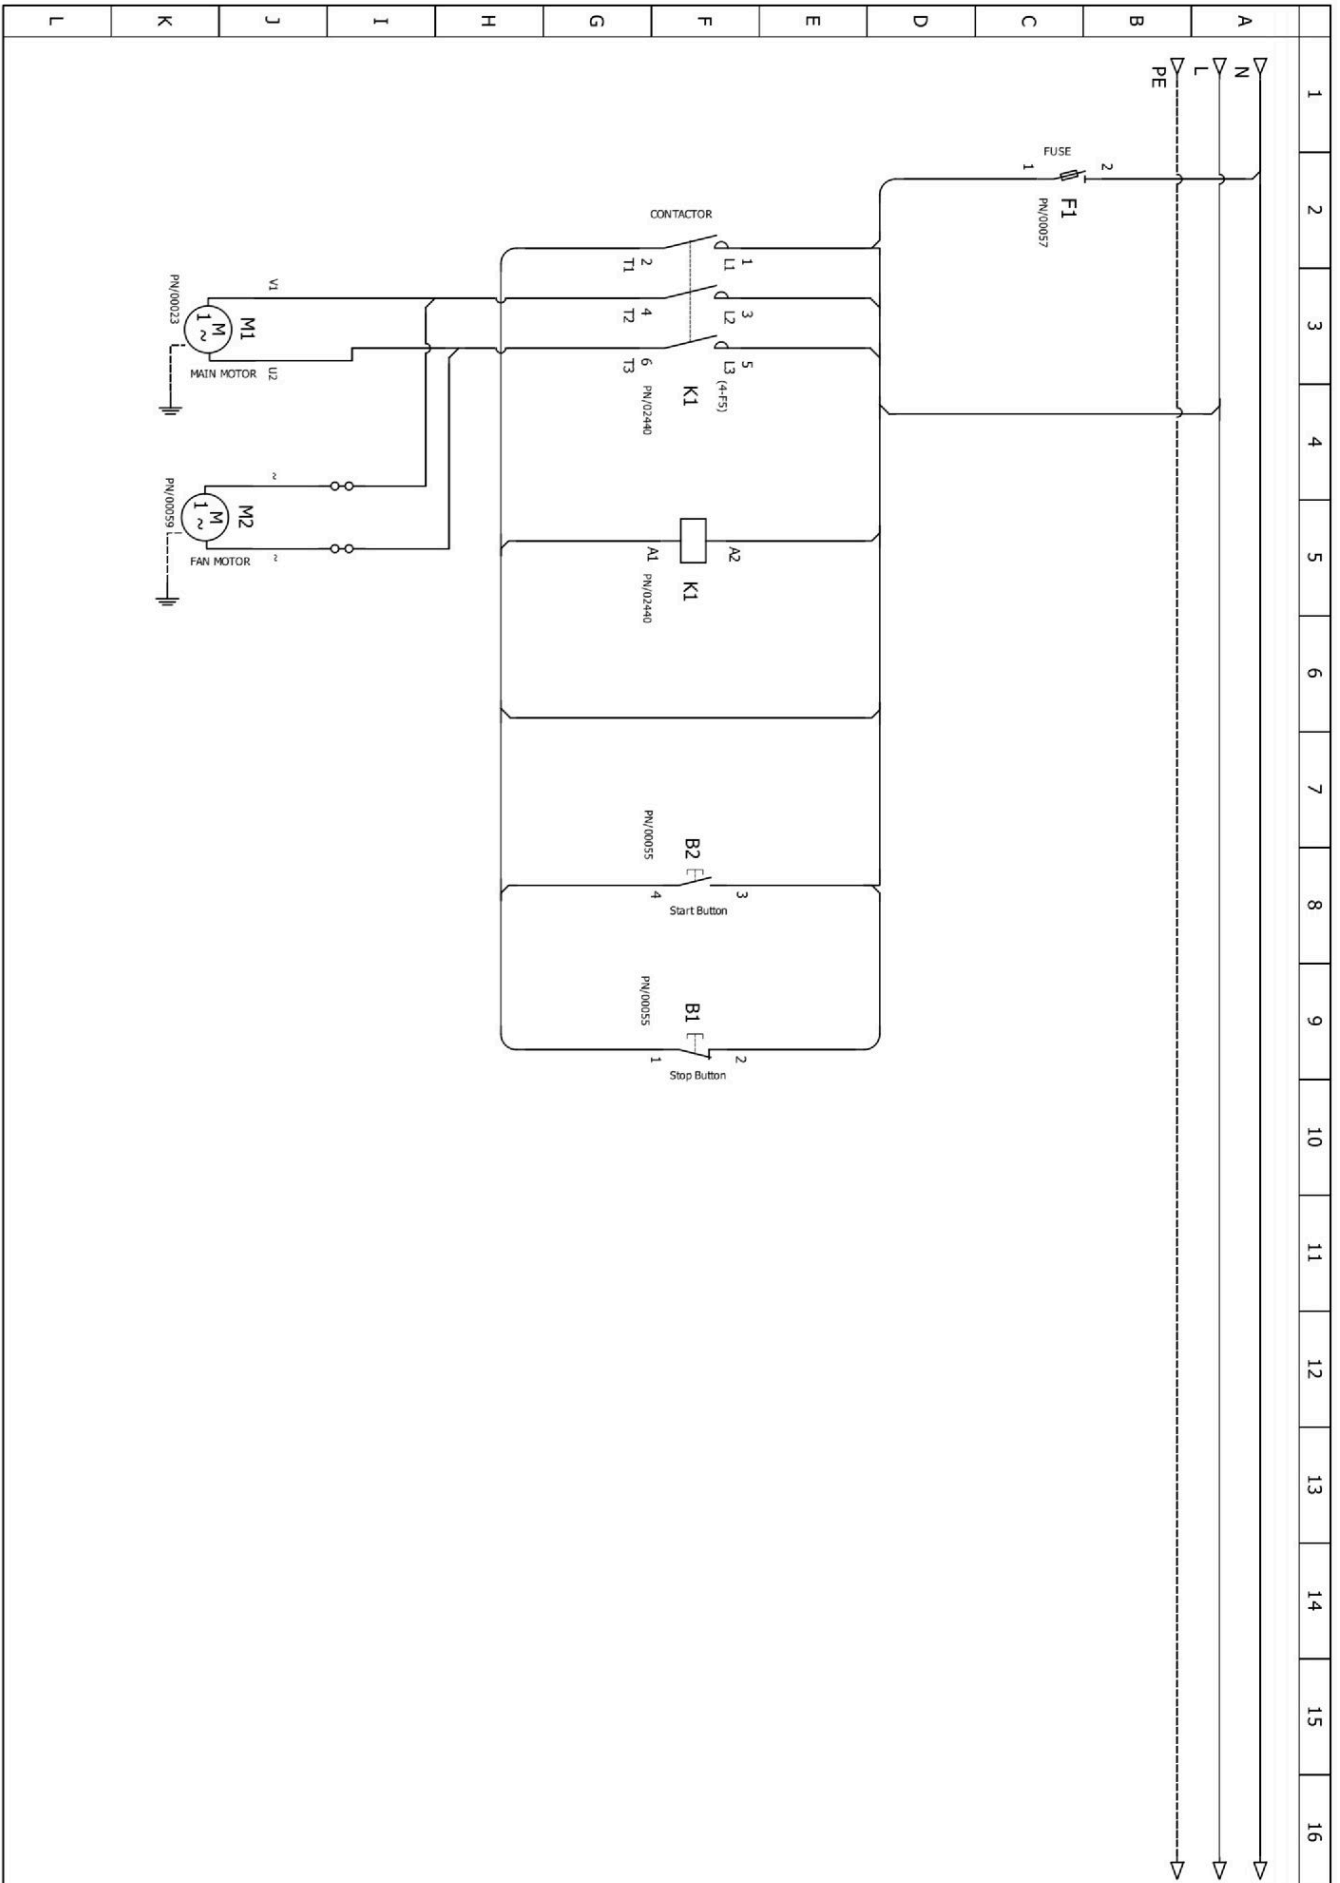 L K J I H G F E D C B A
1
2
3
4
5
6
7
8
9
10
11
12
13
14
15
16
N
L
PE
FUSE
1 2
F1
PN/00057
CONTACTOR
1 L1
2 T1
3 L2
4 T2
5 L3
6 T3
(4-F5)
K1
PN/02440
V1
U2
M1
M
1 ~
MAIN MOTOR
PN/00023
~
~
M2
M
1 ~
FAN MOTOR
PN/00059
A1 A2
K1
PN/02440
B2
PN/00055
4 3
Start Button
B1
PN/00055
1 2
Stop Button